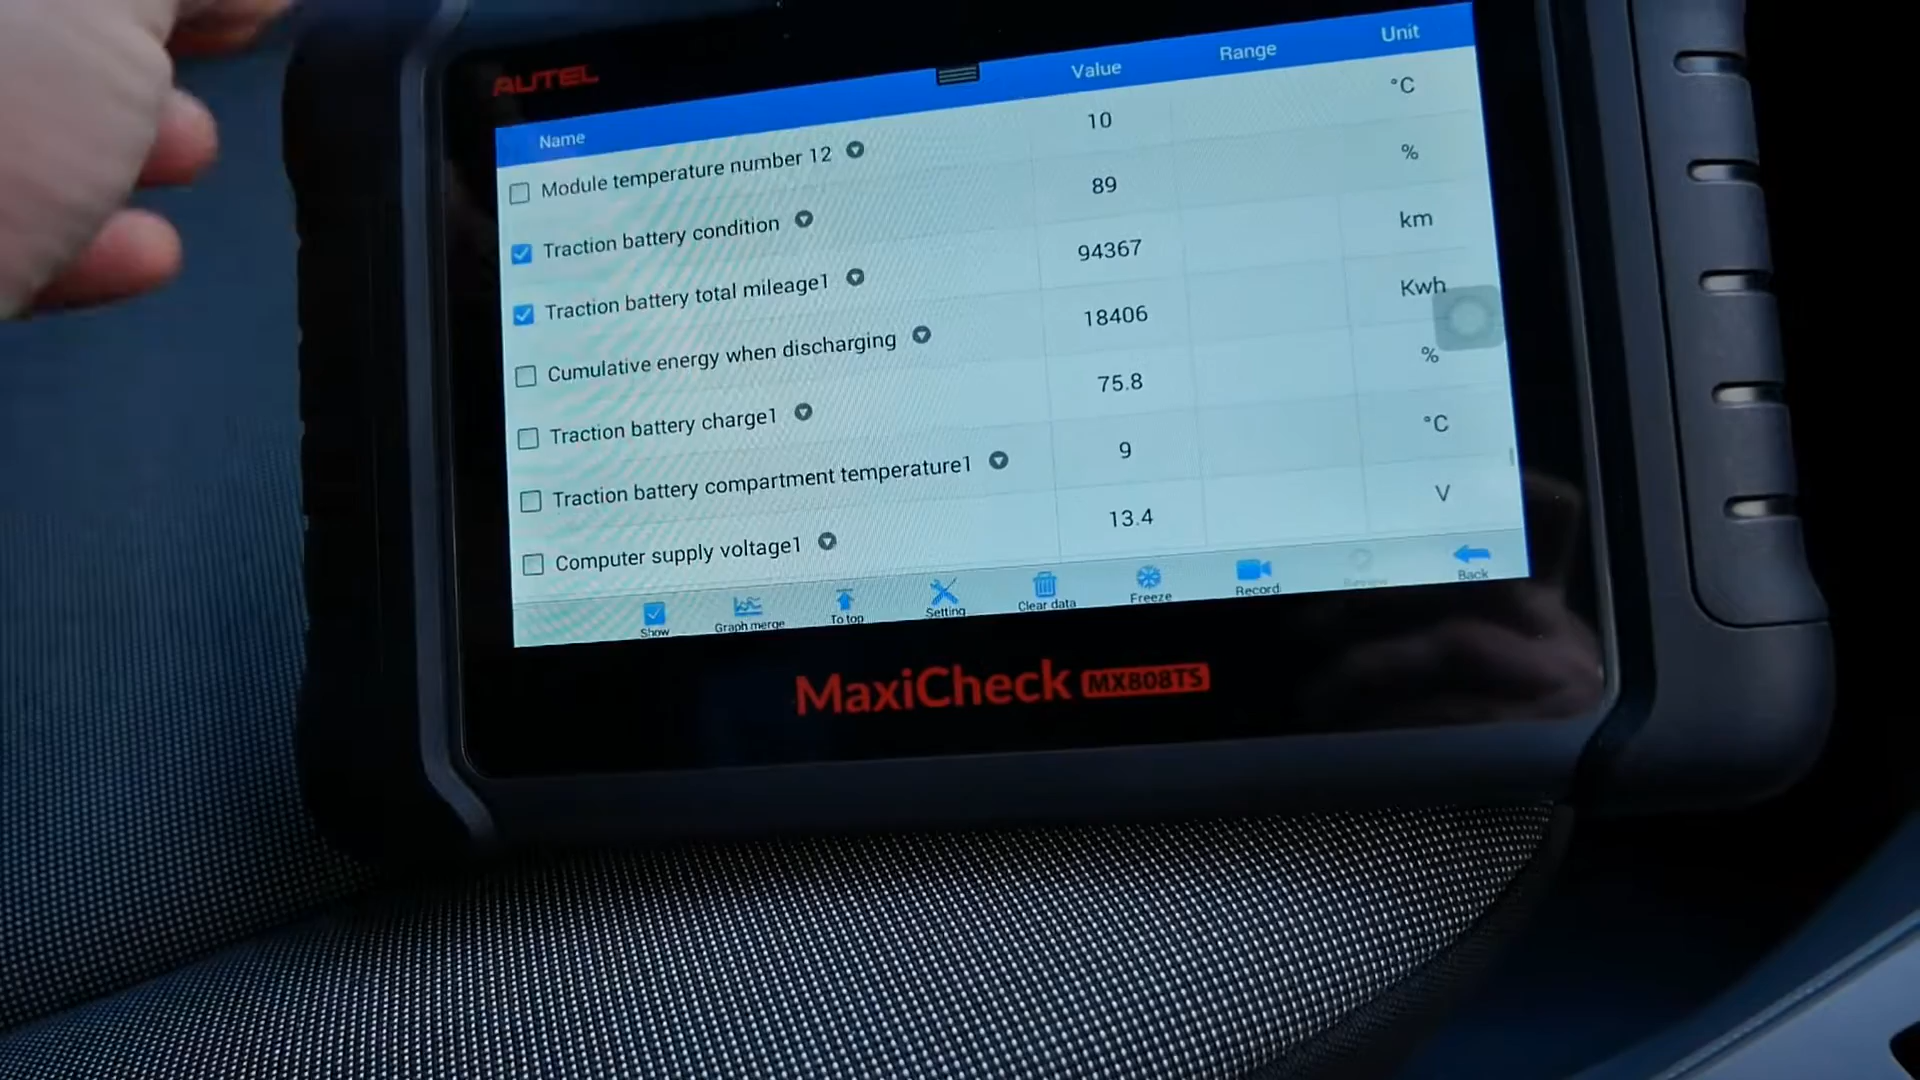 AUTEL
Name Value Range Unit
Module temperature number 12 10 °C
Traction battery condition 89 %
Traction battery total mileage1 94367 km
Cumulative energy when discharging 18406 Kwh
Traction battery charge1 75.8 %
Traction battery compartment temperature1 9 °C
Computer supply voltage1 13.4 V
Show Graph merge To top Setting Clear data Freeze Record Review Back
MaxiCheck MX808TS